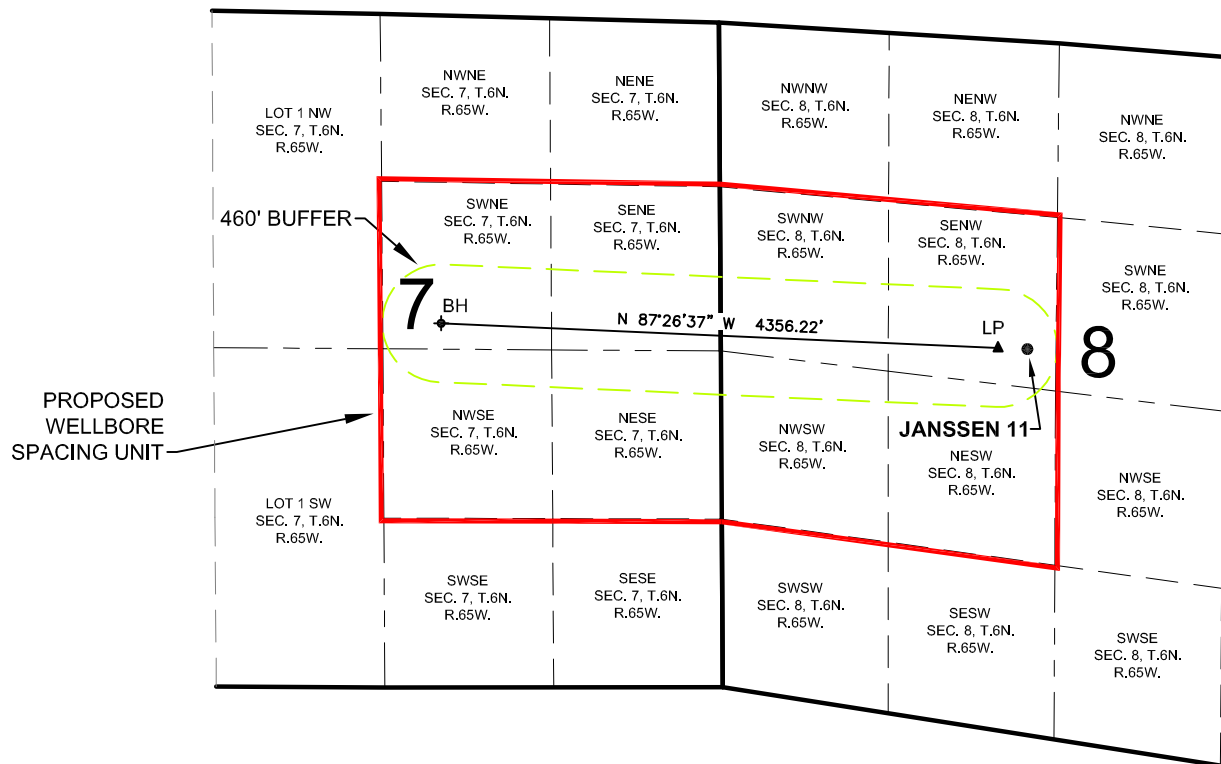 LOT 1 NW
SEC. 7, T.6N.
R.65W.
NWNE
SEC. 7, T.6N.
R.65W.
NENE
SEC. 7, T.6N.
R.65W.
NWNW
SEC. 8, T.6N.
R.65W.
NENW
SEC. 8, T.6N.
R.65W.
NWNE
SEC. 8, T.6N.
R.65W.
460' BUFFER
SWNE
SEC. 7, T.6N.
R.65W.
SENE
SEC. 7, T.6N.
R.65W.
SWNW
SEC. 8, T.6N.
R.65W.
SENW
SEC. 8, T.6N.
R.65W.
SWNE
SEC. 8, T.6N.
R.65W.
7
BH
N 87°26'37" W 4356.22'
LP
8
PROPOSED
WELLBORE
SPACING UNIT
JANSSEN 11
NWSE
SEC. 7, T.6N.
R.65W.
NESE
SEC. 7, T.6N.
R.65W.
NWSW
SEC. 8, T.6N.
R.65W.
NESW
SEC. 8, T.6N.
R.65W.
NWSE
SEC. 8, T.6N.
R.65W.
LOT 1 SW
SEC. 7, T.6N.
R.65W.
SWSE
SEC. 7, T.6N.
R.65W.
SESE
SEC. 7, T.6N.
R.65W.
SWSW
SEC. 8, T.6N.
R.65W.
SESW
SEC. 8, T.6N.
R.65W.
SWSE
SEC. 8, T.6N.
R.65W.